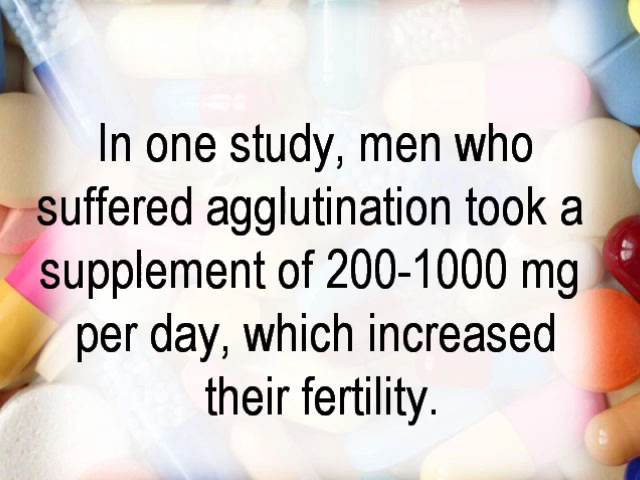 In one study, men who
suffered agglutination took a
supplement of 200-1000 mg
per day, which increased
their fertility.